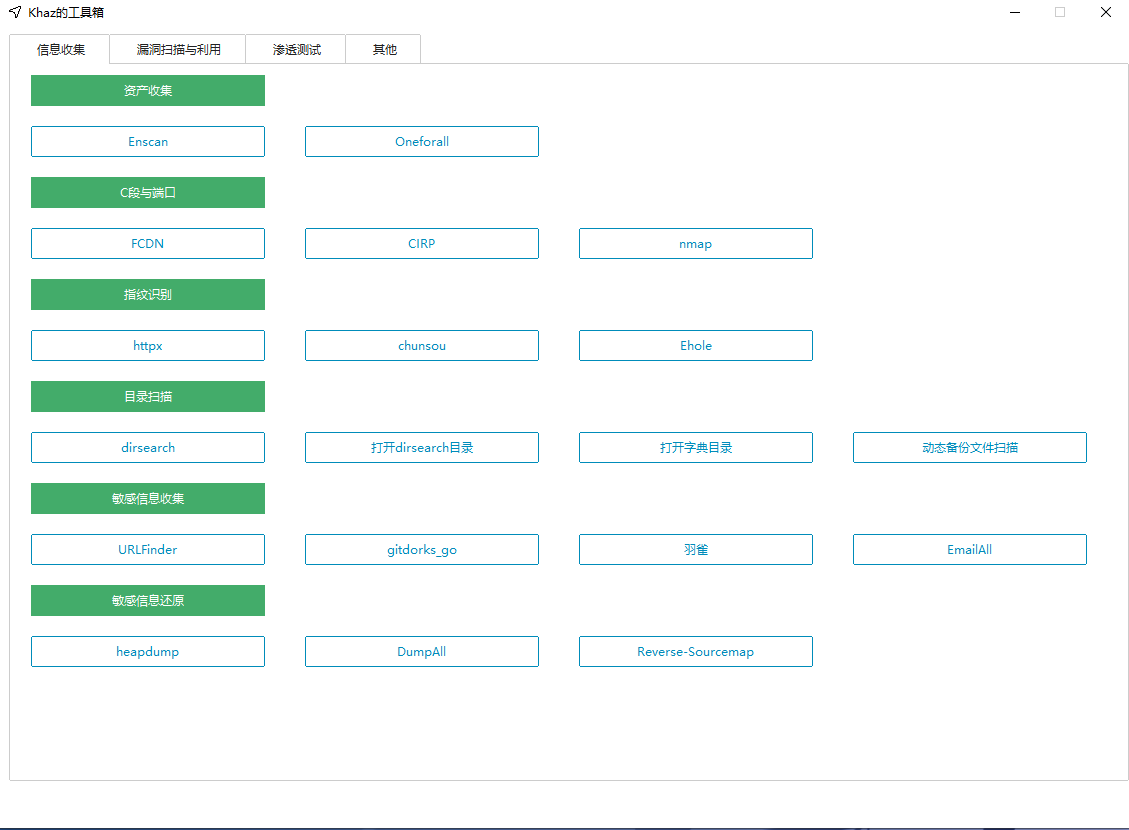 Khaz的工具箱
信息收集 漏洞扫描与利用 渗透测试 其他
资产收集
Enscan Oneforall
C段与端口
FCDN CIRP nmap
指纹识别
httpx chunsou Ehole
目录扫描
dirsearch 打开dirsearch目录 打开字典目录 动态备份文件扫描
敏感信息收集
URLFinder gitdorks_go 羽雀 EmailAll
敏感信息还原
heapdump DumpAll Reverse-Sourcemap